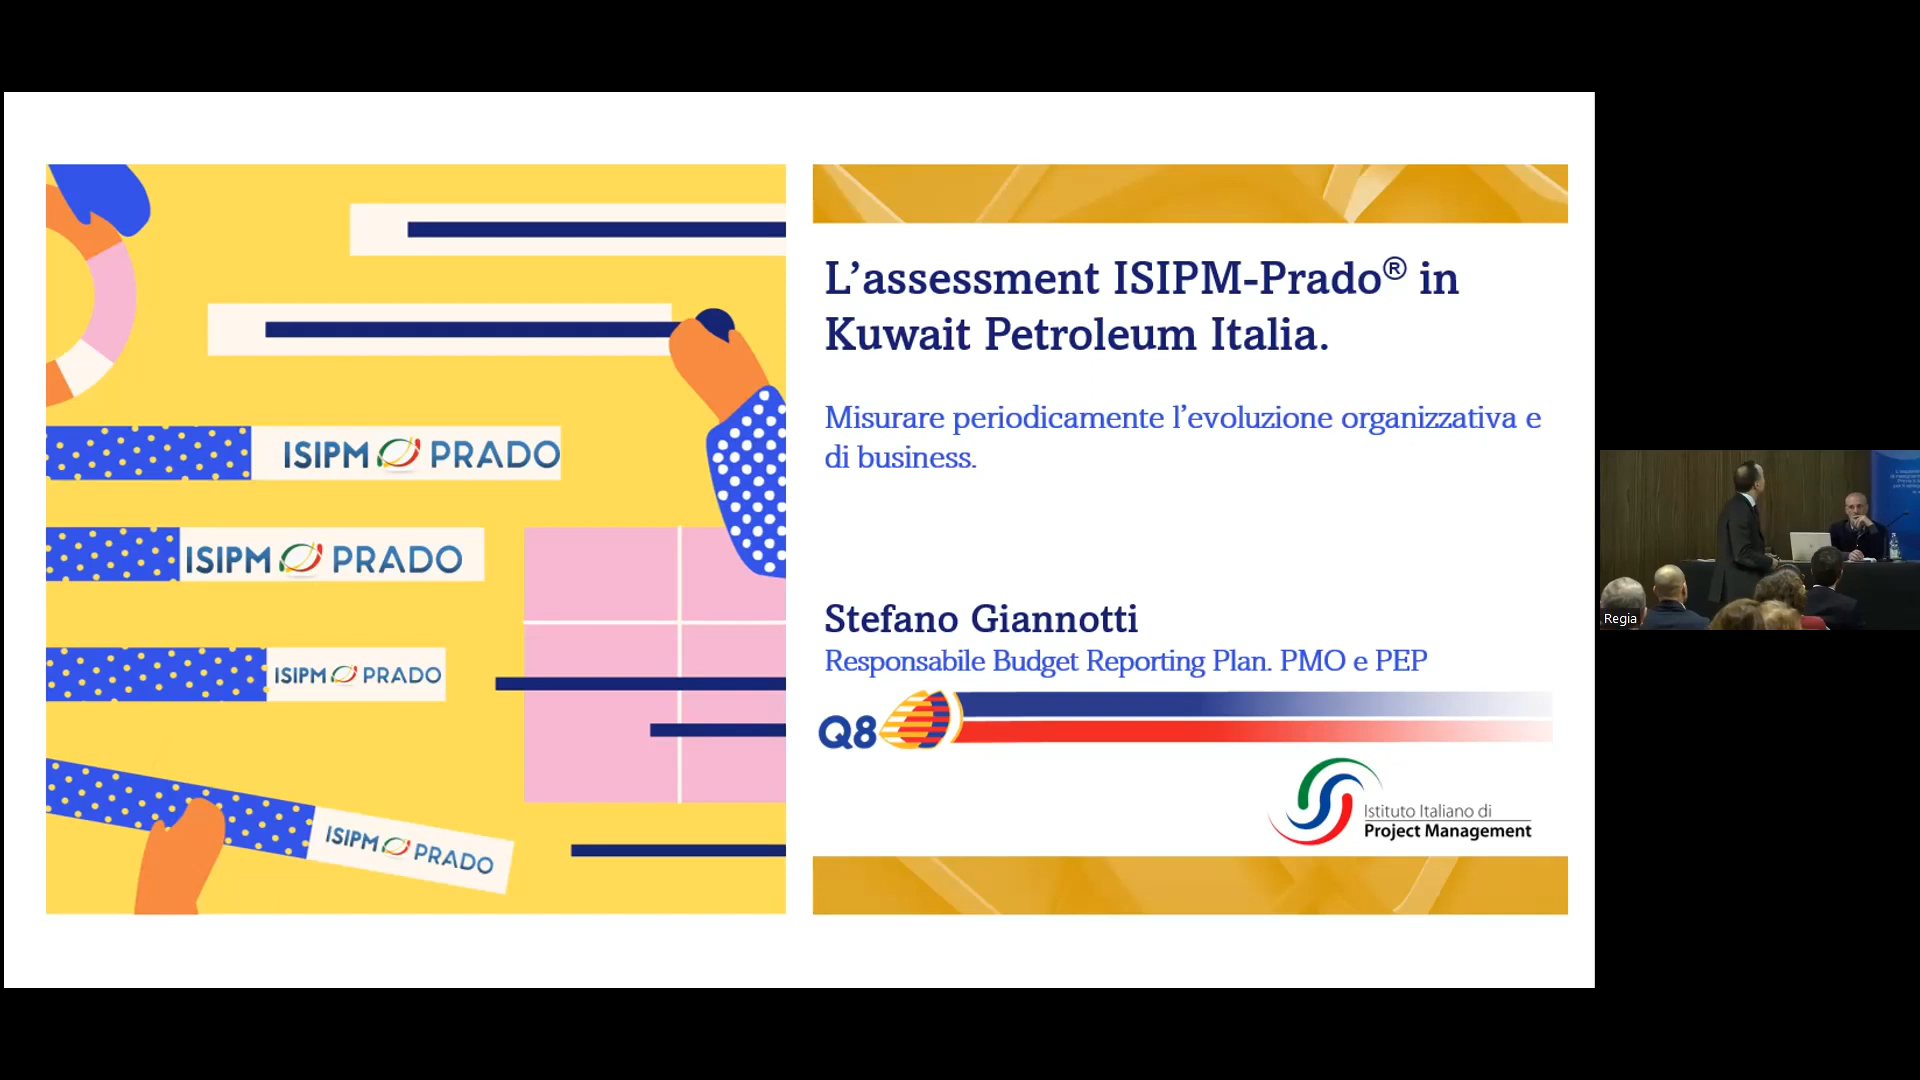 ISIPM PRADO
ISIPM PRADO
ISIPM PRADO
ISIPM PRADO
L’assessment ISIPM-Prado® in
Kuwait Petroleum Italia.
Misurare periodicamente l’evoluzione organizzativa e
di business.
Stefano Giannotti
Responsabile Budget Reporting Plan. PMO e PEP
Q8
Istituto Italiano di
Project Management
Regia